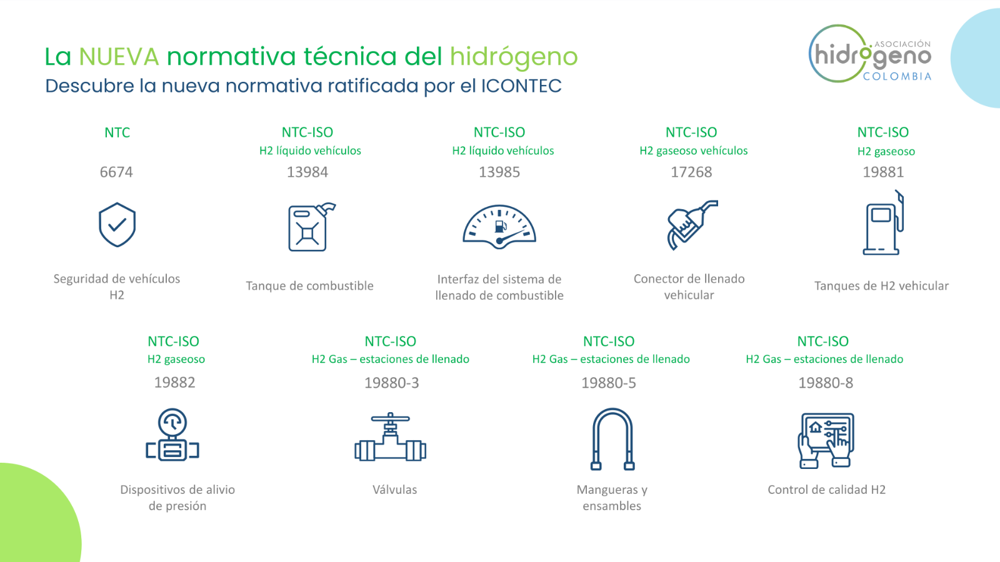 La NUEVA normativa técnica del hidrógeno
Descubre la nueva normativa ratificada por el ICONTEC
ASOCIACIÓN
hidrógeno
COLOMBIA
NTC
6674
Seguridad de vehículos
H2
NTC-ISO
H2 líquido vehículos
13984
Tanque de combustible
NTC-ISO
H2 líquido vehículos
13985
Interfaz del sistema de
llenado de combustible
NTC-ISO
H2 gaseoso vehículos
17268
Conector de llenado
vehicular
NTC-ISO
H2 gaseoso
19881
Tanques de H2 vehicular
NTC-ISO
H2 gaseoso
19882
Dispositivos de alivio
de presión
NTC-ISO
H2 Gas – estaciones de llenado
19880-3
Válvulas
NTC-ISO
H2 Gas – estaciones de llenado
19880-5
Mangueras y
ensambles
NTC-ISO
H2 Gas – estaciones de llenado
19880-8
Control de calidad H2